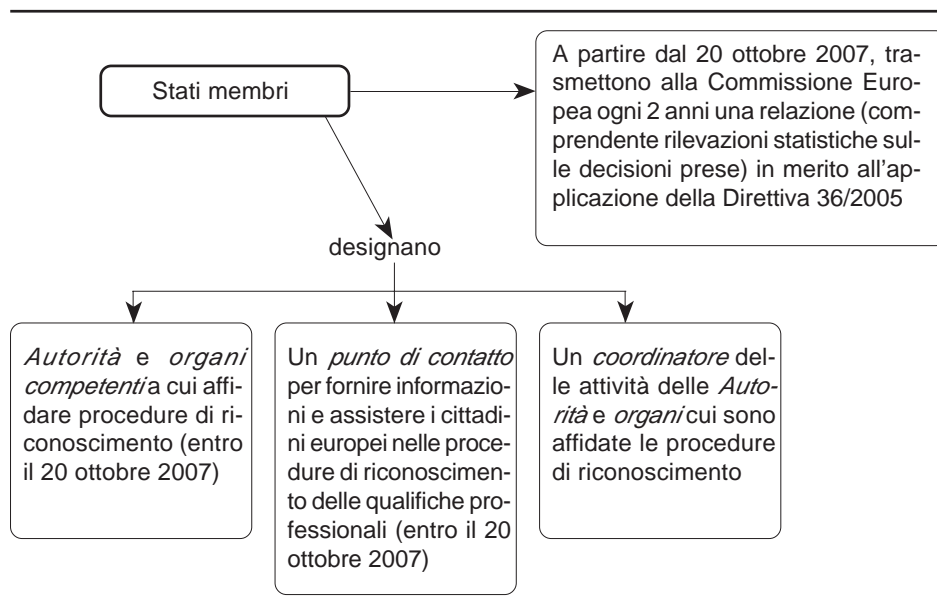 Stati membri
A partire dal 20 ottobre 2007, tra-
smettono alla Commissione Euro-
pea ogni 2 anni una relazione (com-
prendente rilevazioni statistiche sul-
le decisioni prese) in merito all'ap-
plicazione della Direttiva 36/2005
designano
Autorità e organi
competenti a cui affi-
dare procedure di ri-
conoscimento (entro
il 20 ottobre 2007)
Un punto di contatto
per fornire informazio-
ni e assistere i cittadi-
ni europei nelle proce-
dure di riconoscimen-
to delle qualifiche pro-
fessionali (entro il 20
ottobre 2007)
Un coordinatore del-
le attività delle Auto-
rità e organi cui sono
affidate le procedure
di riconoscimento